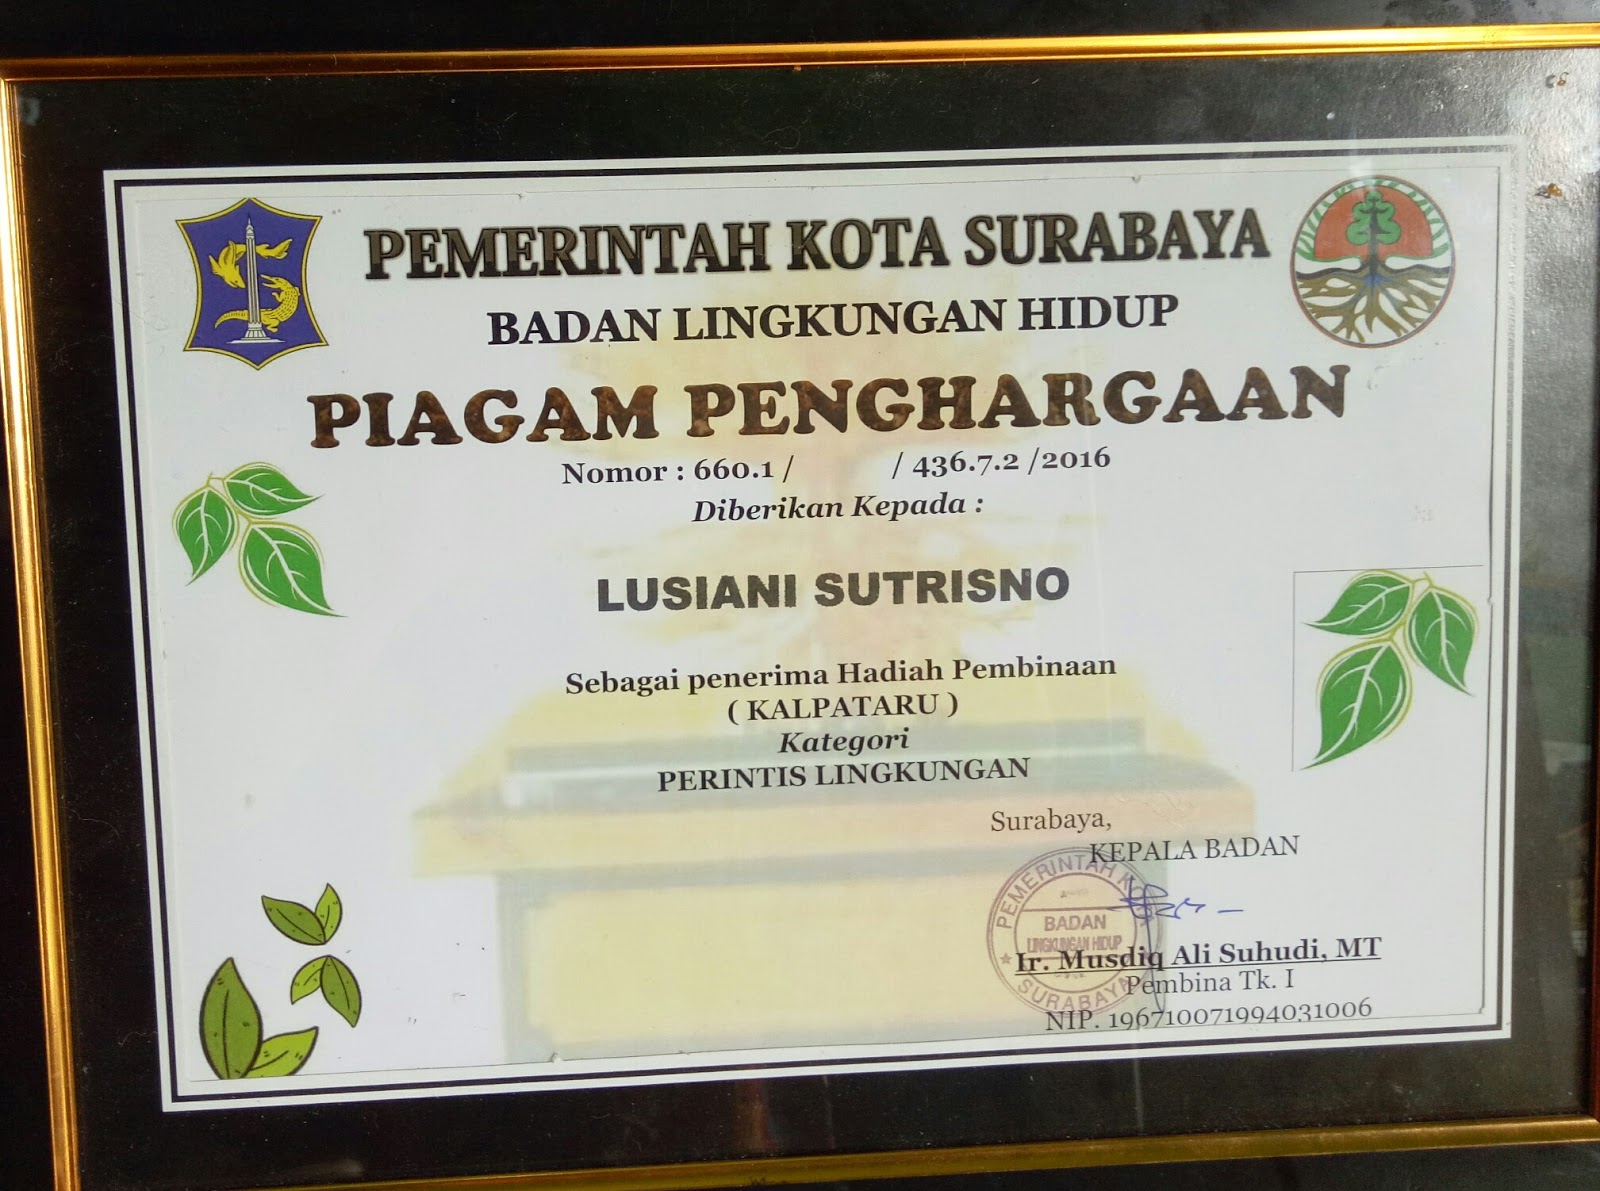 PEMERINTAH KOTA SURABAYA
BADAN LINGKUNGAN HIDUP
PIAGAM PENGHARGAAN
Nomor : 660.1 / / 436.7.2 /2016
Diberikan Kepada :
LUSIANI SUTRISNO
Sebagai penerima Hadiah Pembinaan
( KALPATARU )
Kategori
PERINTIS LINGKUNGAN
Surabaya,
KEPALA BADAN
PEMERINTAH KOTA
BADAN
LINGKUNGAN HIDUP
SURABAYA
Ir. Musdiq Ali Suhudi, MT
Pembina Tk. I
NIP. 196710071994031006